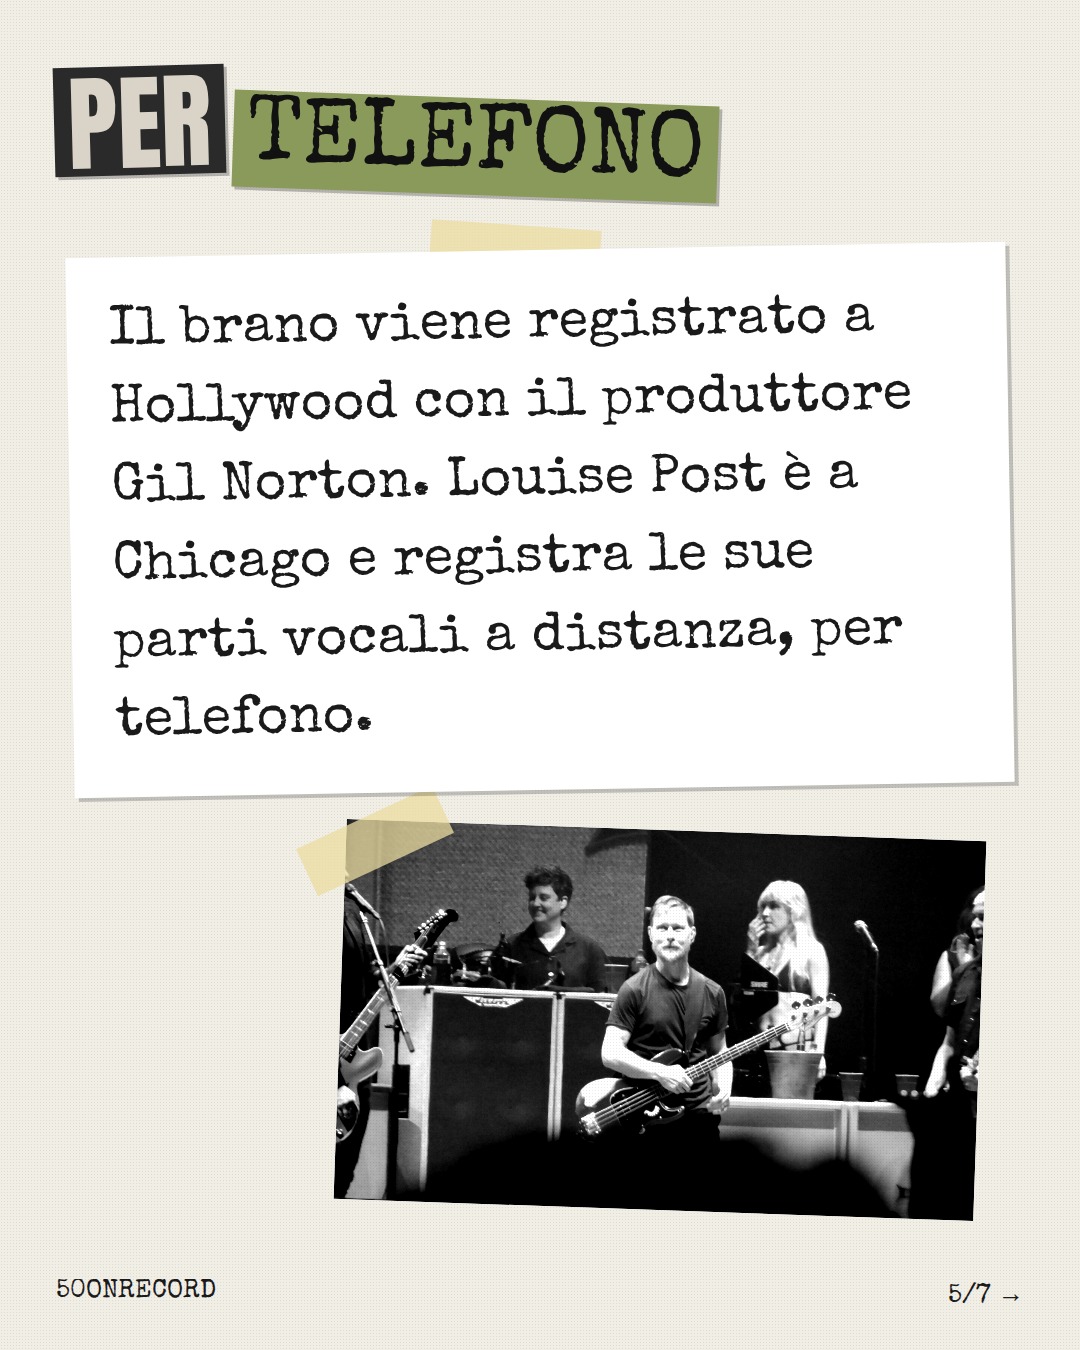 PER TELEFONO
Il brano viene registrato a
Hollywood con il produttore
Gil Norton. Louise Post è a
Chicago e registra le sue
parti vocali a distanza, per
telefono.
50ONRECORD
5/7 →